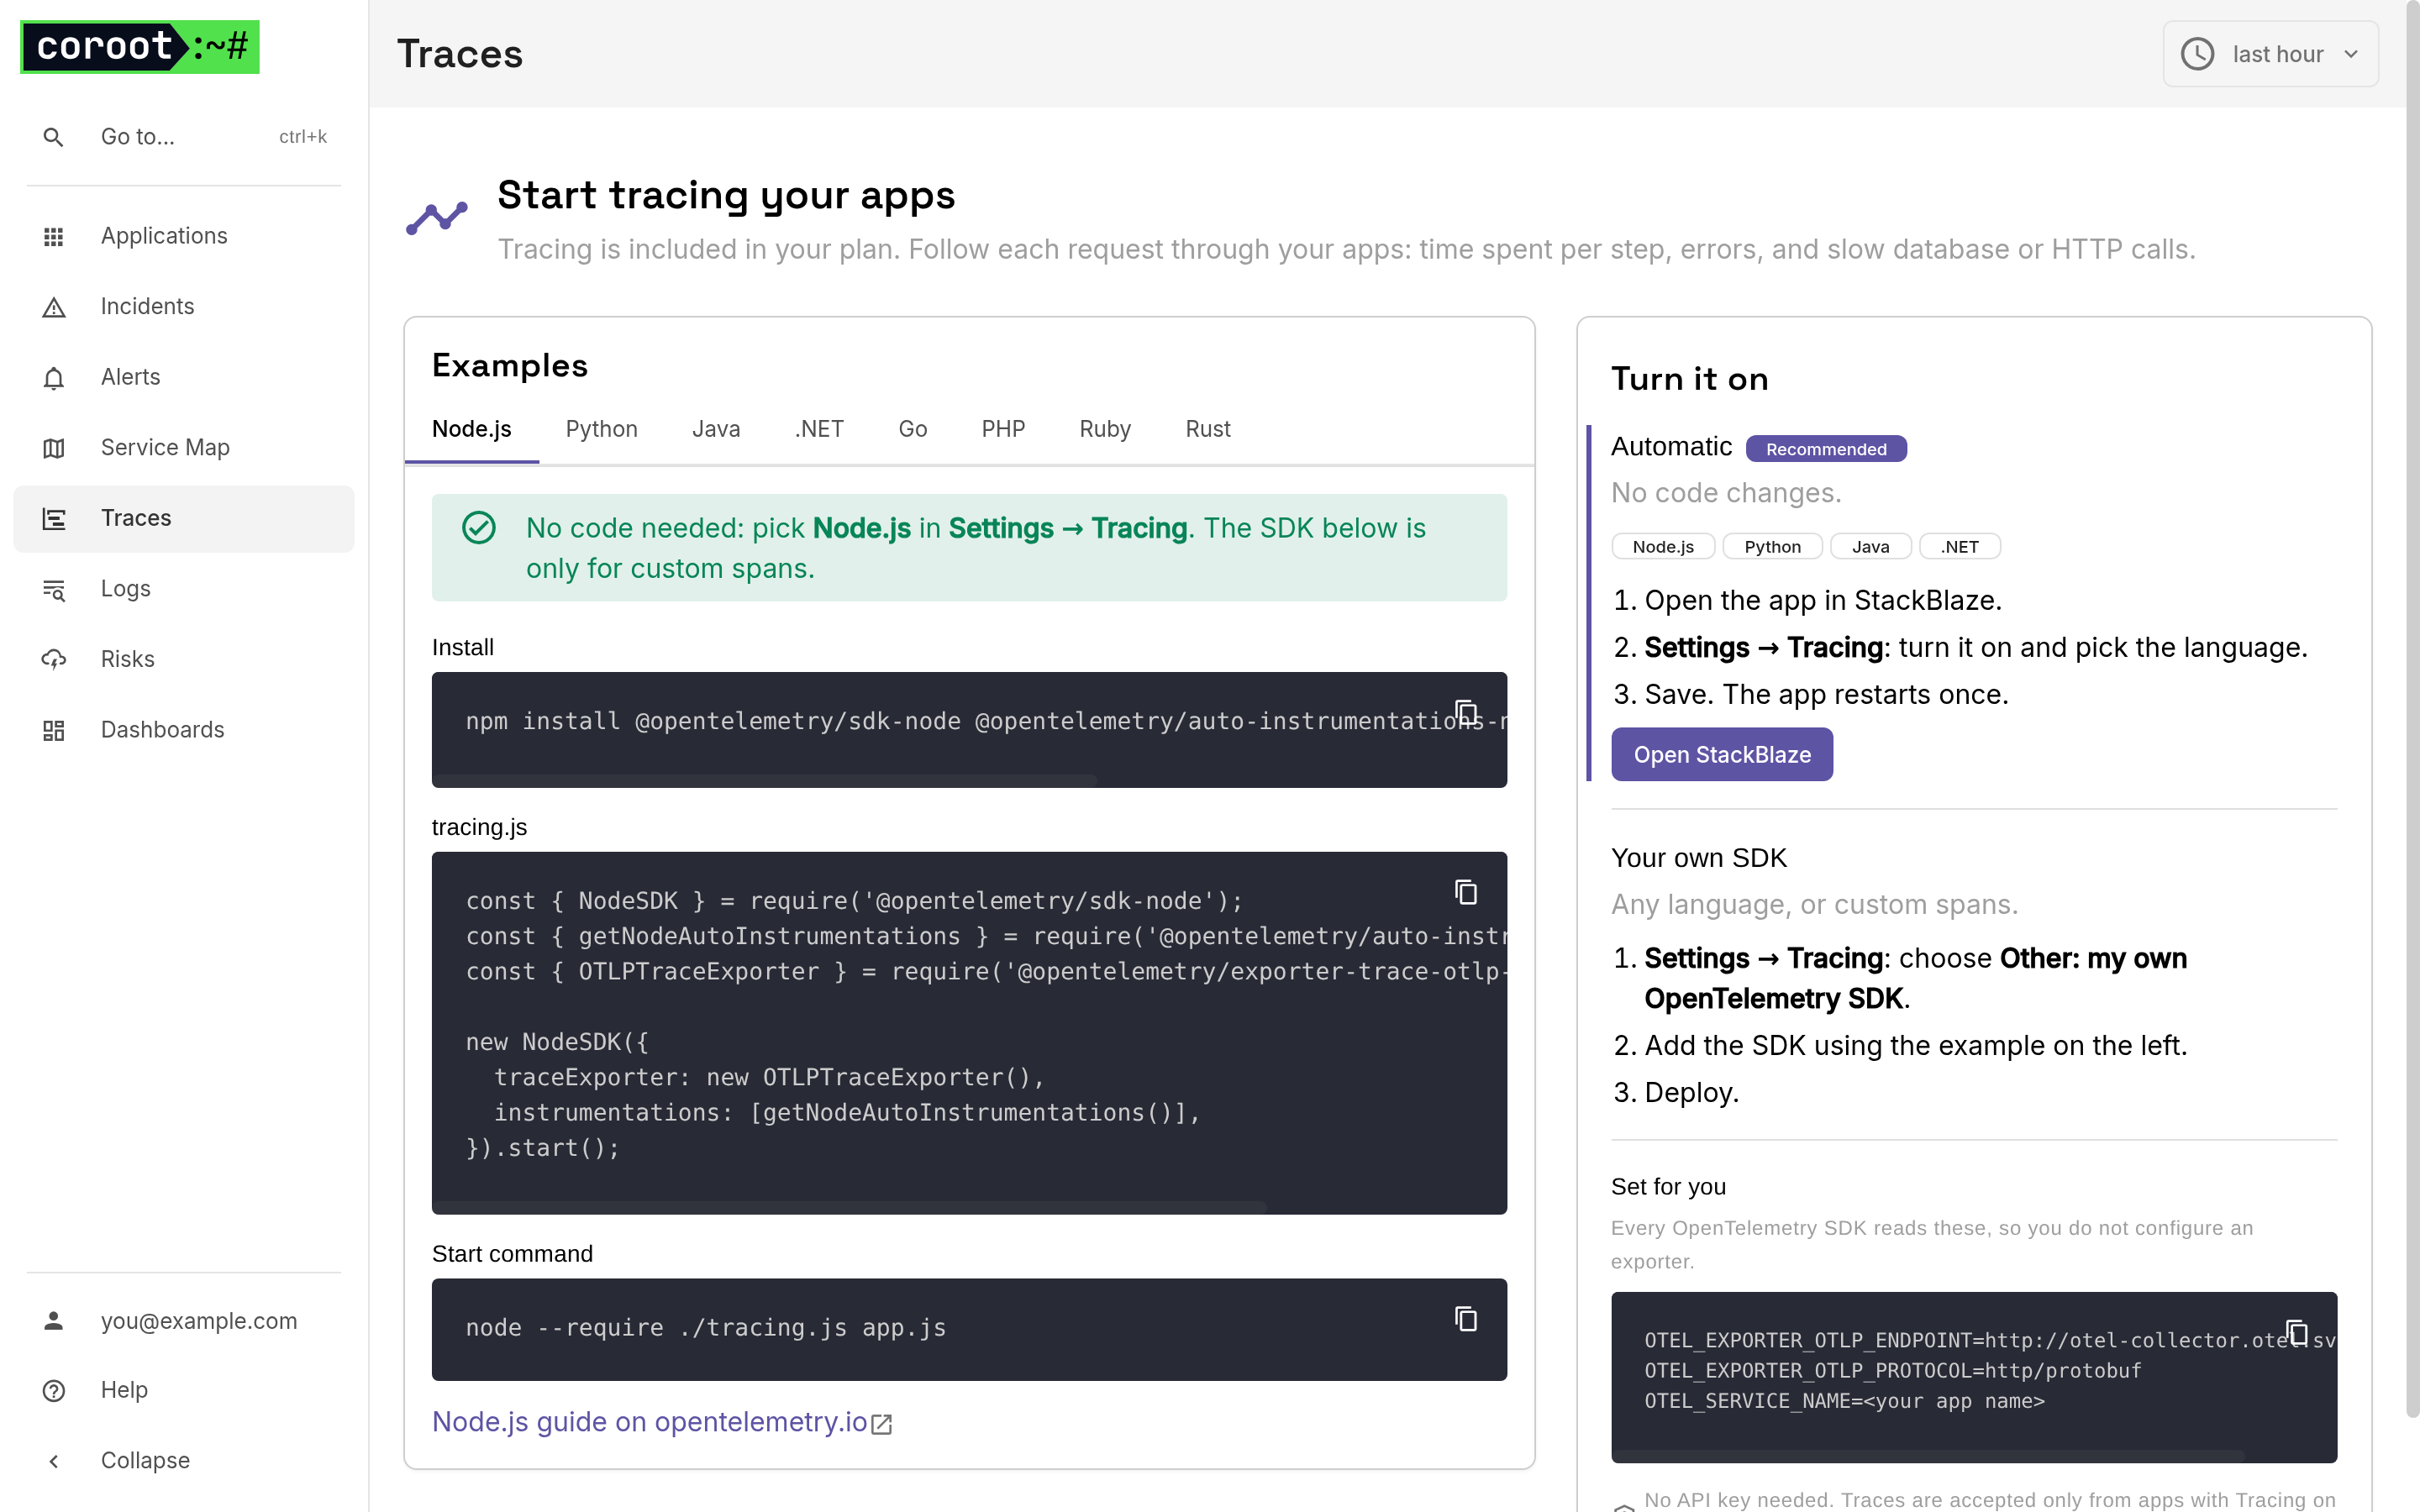 coroot:~#
Go to...
ctrl+k
Applications
Incidents
Alerts
Service Map
Traces
Logs
Risks
Dashboards
you@example.com
Help
Collapse
Traces
last hour
Start tracing your apps
Tracing is included in your plan. Follow each request through your apps: time spent per step, errors, and slow database or HTTP calls.
Examples
Node.js Python Java .NET Go PHP Ruby Rust
No code needed: pick Node.js in Settings → Tracing. The SDK below is
only for custom spans.
Install
npm install @opentelemetry/sdk-node @opentelemetry/auto-instrumentations-n
tracing.js
const { NodeSDK } = require('@opentelemetry/sdk-node');
const { getNodeAutoInstrumentations } = require('@opentelemetry/auto-instr
const { OTLPTraceExporter } = require('@opentelemetry/exporter-trace-otlp-
new NodeSDK({
  traceExporter: new OTLPTraceExporter(),
  instrumentations: [getNodeAutoInstrumentations()],
}).start();
Start command
node --require ./tracing.js app.js
Node.js guide on opentelemetry.io
Turn it on
Automatic Recommended
No code changes.
Node.js Python Java .NET
1. Open the app in StackBlaze.
2. Settings → Tracing: turn it on and pick the language.
3. Save. The app restarts once.
Open StackBlaze
Your own SDK
Any language, or custom spans.
1. Settings → Tracing: choose Other: my own
OpenTelemetry SDK.
2. Add the SDK using the example on the left.
3. Deploy.
Set for you
Every OpenTelemetry SDK reads these, so you do not configure an
exporter.
OTEL_EXPORTER_OTLP_ENDPOINT=http://otel-collector.otel.sv
OTEL_EXPORTER_OTLP_PROTOCOL=http/protobuf
OTEL_SERVICE_NAME=<your app name>
No API key needed. Traces are accepted only from apps with Tracing on